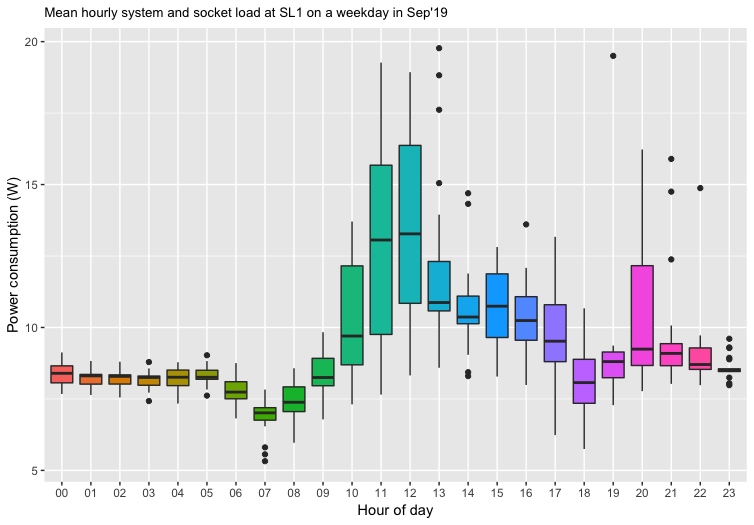 Mean hourly system and socket load at SL1 on a weekday in Sep'19
Power consumption (W)
20
15
10
5
00 01 02 03 04 05 06 07 08 09 10 11 12 13 14 15 16 17 18 19 20 21 22 23
Hour of day